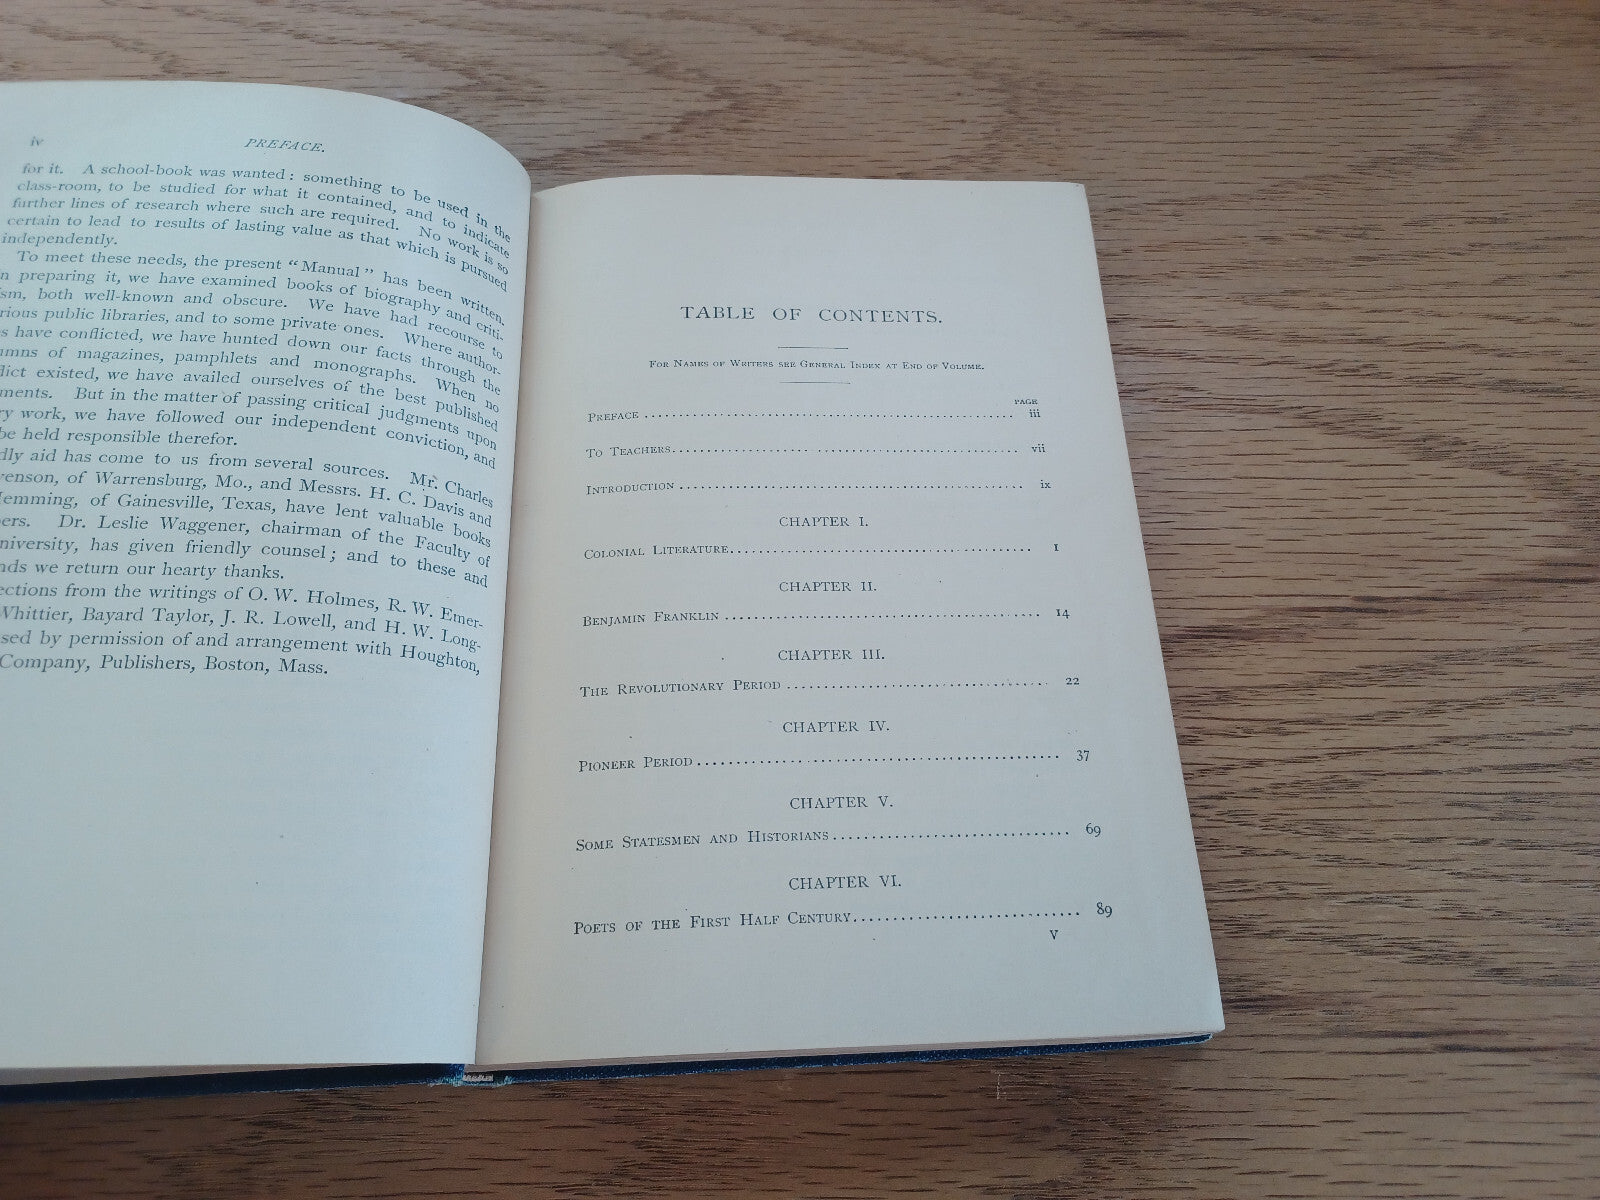 iv
PREFACE.
for it. A school-book was wanted: something to be used in the
class-room, to be studied for what it contained, and to indicate
further lines of research where such are required. No work is so
certain to lead to results of lasting value as that which is pursued
independently.
To meet these needs, the present “Manual” has been written.
n preparing it, we have examined books of biography and criti-
ism, both well-known and obscure. We have had recourse to
rious public libraries, and to some private ones. Where author-
s have conflicted, we have hunted down our facts through the
umns of magazines, pamphlets and monographs. When no
dict existed, we have availed ourselves of the best published
ments. But in the matter of passing critical judgments upon
ry work, we have followed our independent conviction, and
be held responsible therefor.
dly aid has come to us from several sources. Mr. Charles
venson, of Warrensburg, Mo., and Messrs. H. C. Davis and
Hemming, of Gainesville, Texas, have lent valuable books
ers. Dr. Leslie Waggener, chairman of the Faculty of
niversity, has given friendly counsel; and to these and
nds we return our hearty thanks.
ections from the writings of O. W. Holmes, R. W. Emer-
Whittier, Bayard Taylor, J. R. Lowell, and H. W. Long-
sed by permission of and arrangement with Houghton,
Company, Publishers, Boston, Mass.
TABLE OF CONTENTS.
For Names of Writers see General Index at End of Volume.
PAGE
Preface ........ iii
To Teachers........ vii
Introduction ........ ix
CHAPTER I.
Colonial Literature........ 1
CHAPTER II.
Benjamin Franklin ........ 14
CHAPTER III.
The Revolutionary Period ........ 22
CHAPTER IV.
Pioneer Period ........ 37
CHAPTER V.
Some Statesmen and Historians ........ 69
CHAPTER VI.
Poets of the First Half Century........ 89
V